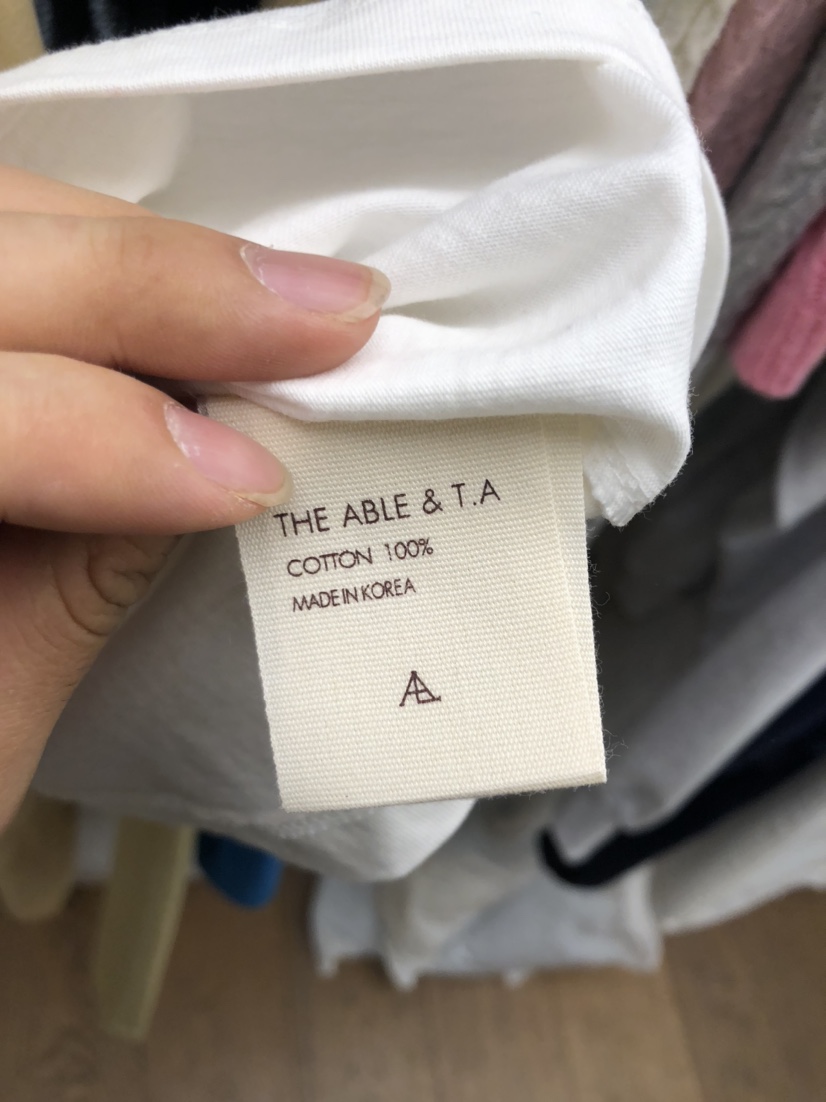 THE ABLE & T.A
COTTON 100%
MADE IN KOREA